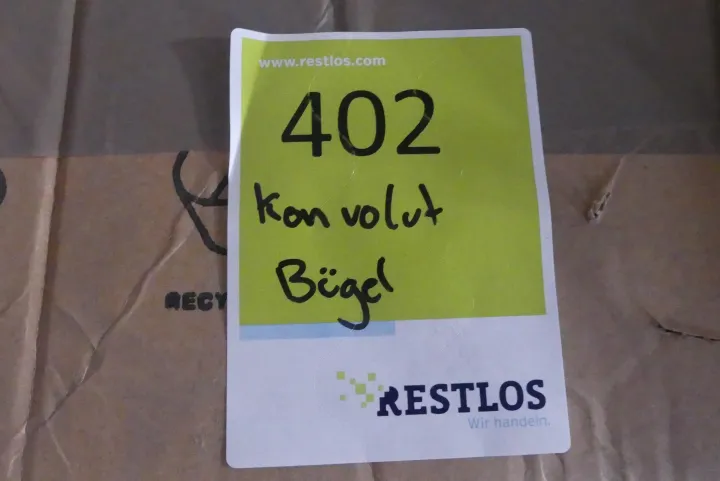 www.restlos.com
402
Konvolut
Bügel
RECY
RESTLOS
Wir handeln.